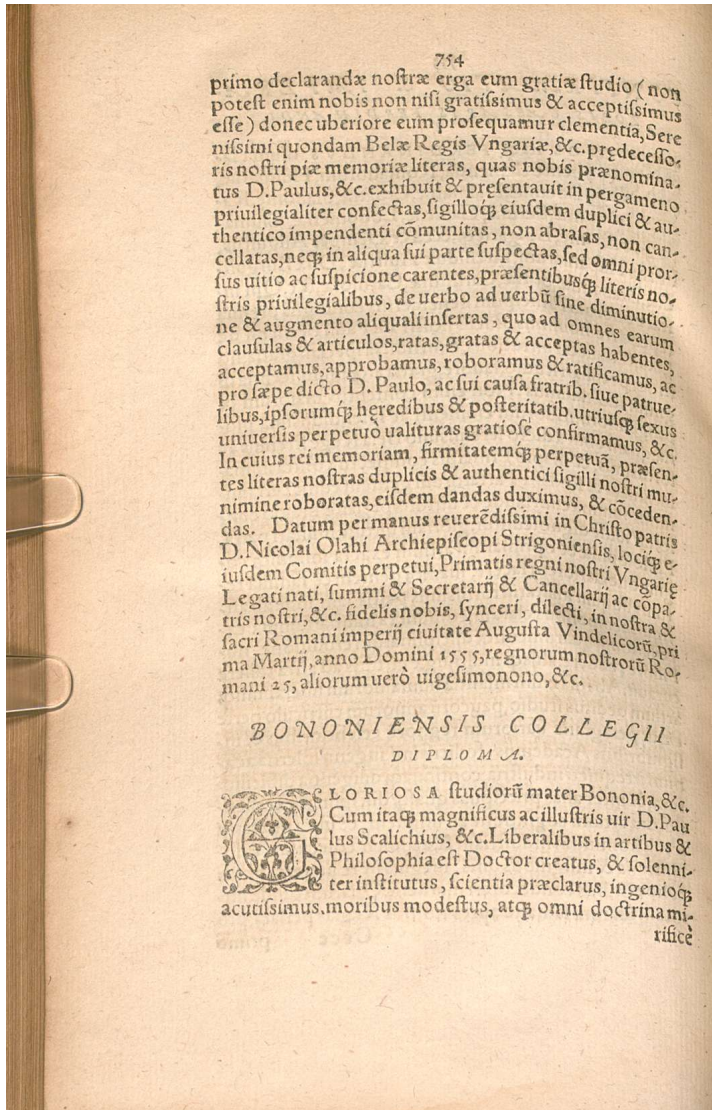 754
primo declarandæ nostræ erga eum gratiæ studio (non
potest enim nobis non nisi gratissimus & acceptissimus
esse) donec uberiore eum prosequamur clementia, Sere
nissimi quondam Belæ Regis Vngariæ, &c. prędecesso-
ris nostri piæ memoriæ literas, quas nobis prænomina-
tus D. Paulus, &c. exhibuit & pręsentauit in pergameno
priuilegialiter confectas, sigilloq́; eiusdem duplici & au-
thentico impendenti cōmunitas, non abrasas, non can-
cellatas, neq; in aliqua sui parte suspectas, sed omni pror-
sus uitio ac suspicione carentes, præsentibusq́; literis no-
stris priuilegialibus, de uerbo ad uerbū sine diminutio-
ne & augmento aliquali insertas, quo ad omnes earum
clausulas & articulos, ratas, gratas & acceptas habentes,
acceptamus, approbamus, roboramus & ratificamus, ac
pro sæpe dicto D. Paulo, ac sui causa fratrib. siue patrue-
libus, ipsorumq́; hęredibus & posteritatib. utriusq; sexus
uniuersis perpetuò ualituras gratiosè confirmamus, &c.
In cuius rei memoriam, firmitatemq́; perpetuā, præsen-
tes literas nostras duplicis & authentici sigilli nostri mu-
nimine roboratas, eisdem dandas duximus, & cōceden-
das. Datum per manus reuerēdissimi in Christo patris
D. Nicolai Olahi Archiepiscopi Strigoniensis, lociq́; e-
iusdem Comitis perpetui, Primatis regni nostri Vngarię
Legati nati, summi & Secretarij & Cancellarij ac cōpa-
tris nostri, &c. fidelis nobis, synceri, dilecti, in nostra &
sacri Romani imperij ciuitate Augusta Vindelicorū, pri
ma Martij, anno Domini 1555, regnorum nostrorū Ro-
mani 25, aliorum uerò uigesimonono, &c.
BONONIENSIS COLLEGII
DIPLOMA.
GLORIOSA studiorū mater Bononia, &c.
Cum itaq; magnificus ac illustris uir D. Pau
lus Scalichius, &c. Liberalibus in artibus &
Philosophia est Doctor creatus, & solenni-
ter institutus, scientia præclarus, ingenioq́;
acutissimus, moribus modestus, atq; omni doctrina mi-
rificè